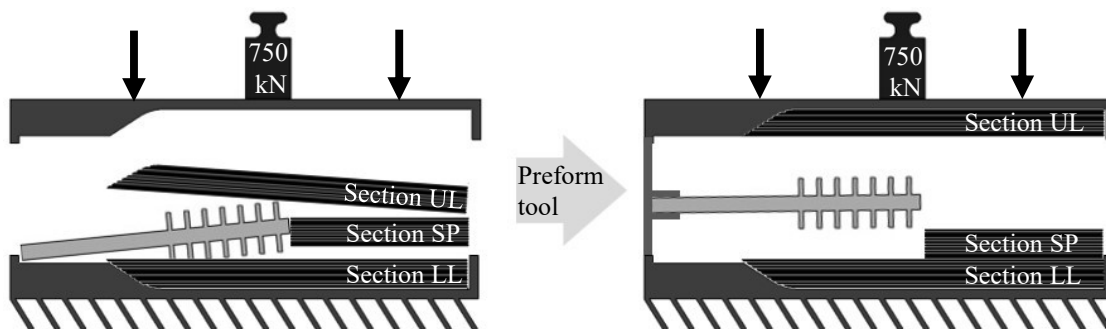 750
kN
Section UL
Section SP
Section LL
Preform
tool
750
kN
Section UL
Section SP
Section LL